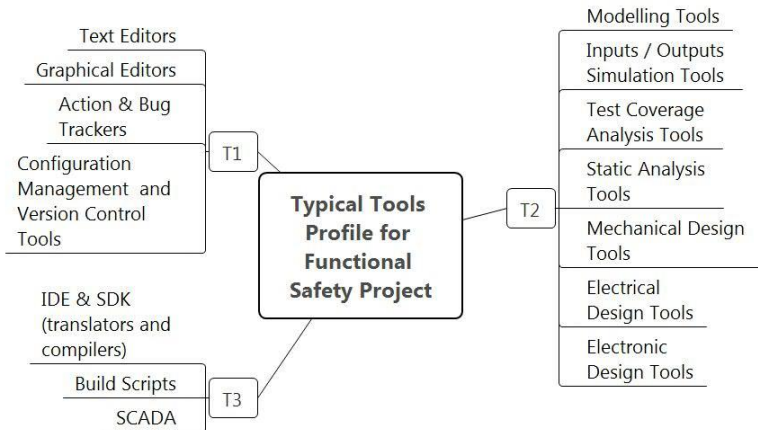 Text Editors
Graphical Editors
Action & Bug
Trackers
Configuration
Management and
Version Control
Tools
T1
IDE & SDK
(translators and
compilers)
Build Scripts
SCADA
T3
Typical Tools
Profile for
Functional
Safety Project
T2
Modelling Tools
Inputs / Outputs
Simulation Tools
Test Coverage
Analysis Tools
Static Analysis
Tools
Mechanical Design
Tools
Electrical
Design Tools
Electronic
Design Tools